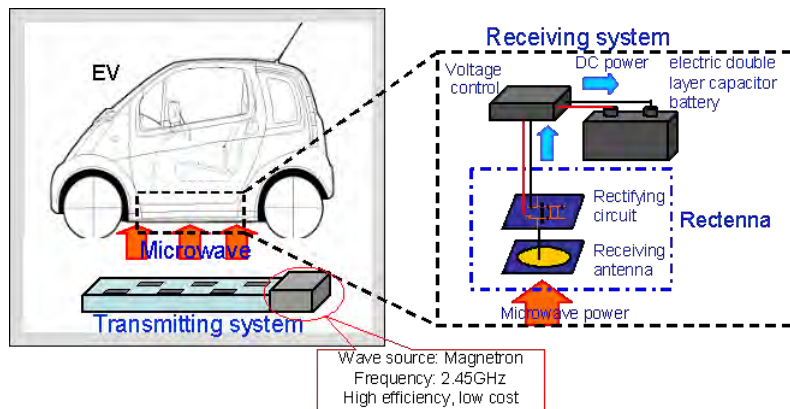 EV
Microwave
Transmitting system
Wave source: Magnetron
Frequency: 2.45GHz
High efficiency, low cost
Receiving system
Voltage
control
DC power
electric double
layer capacitor
battery
Rectifying
circuit
Rectenna
Receiving
antenna
Microwave power